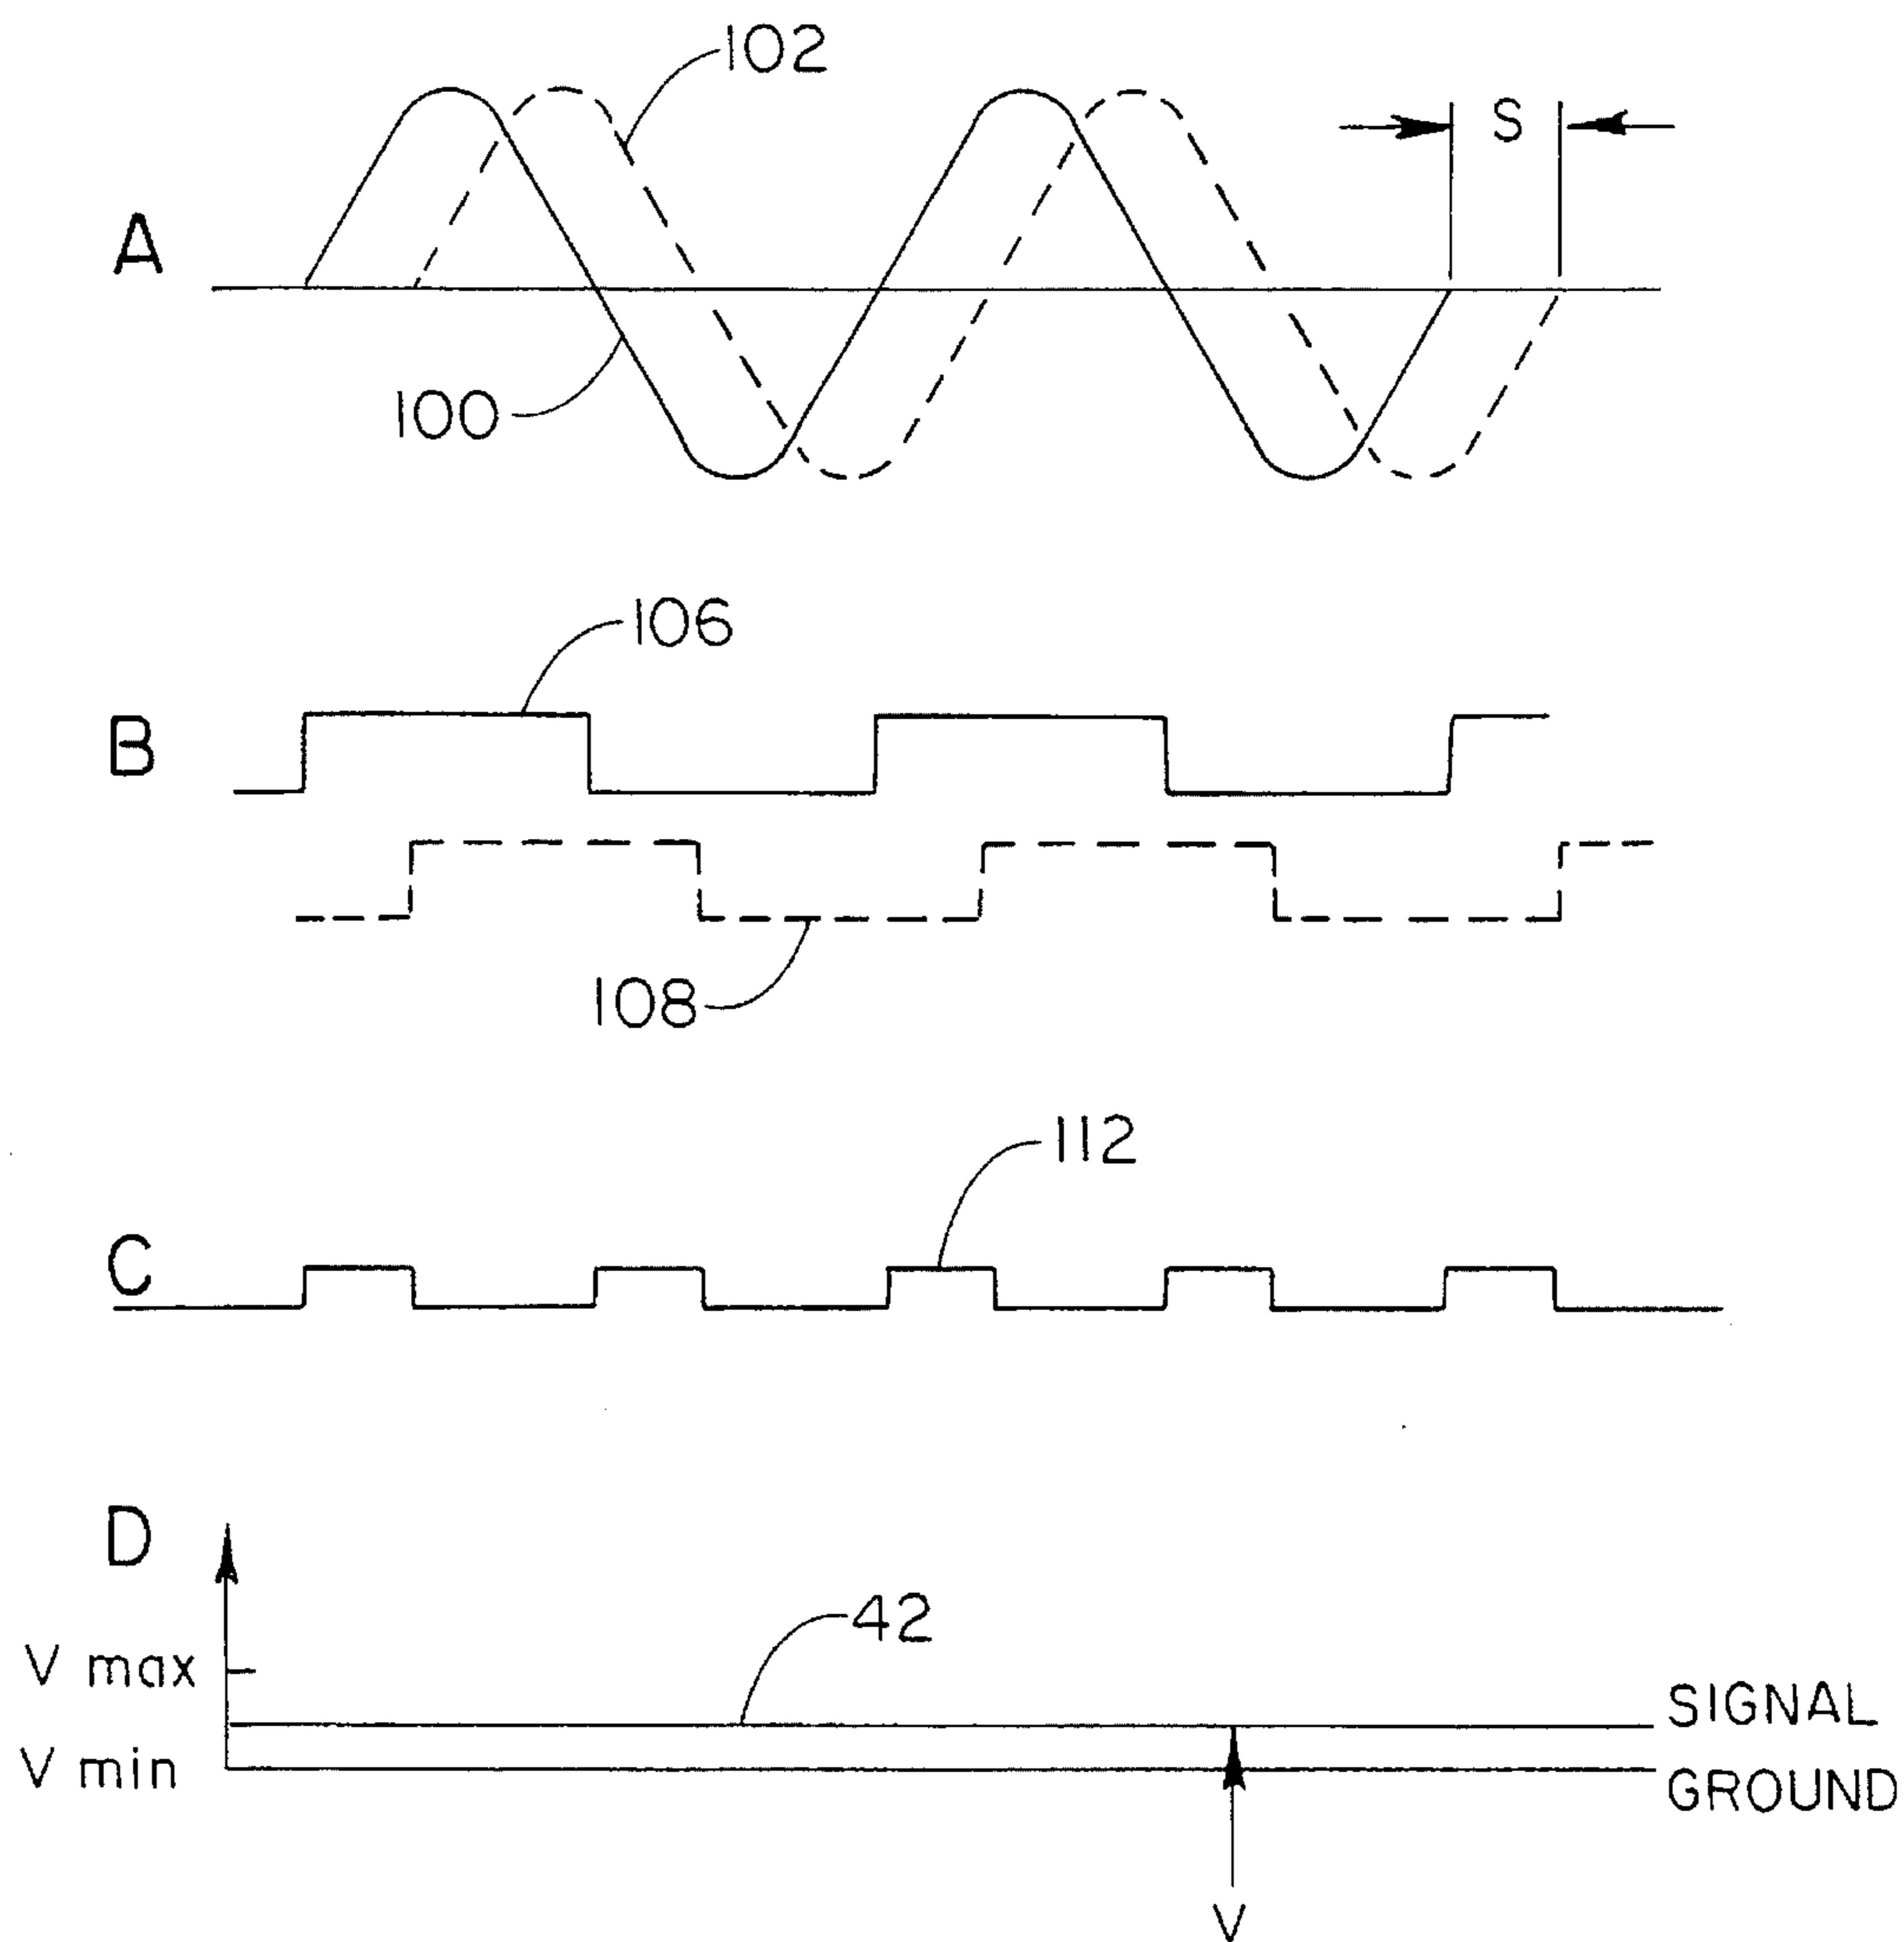 102
S
A
100
106
B
108
112
C
D
42
V max
SIGNAL
V min
GROUND
V